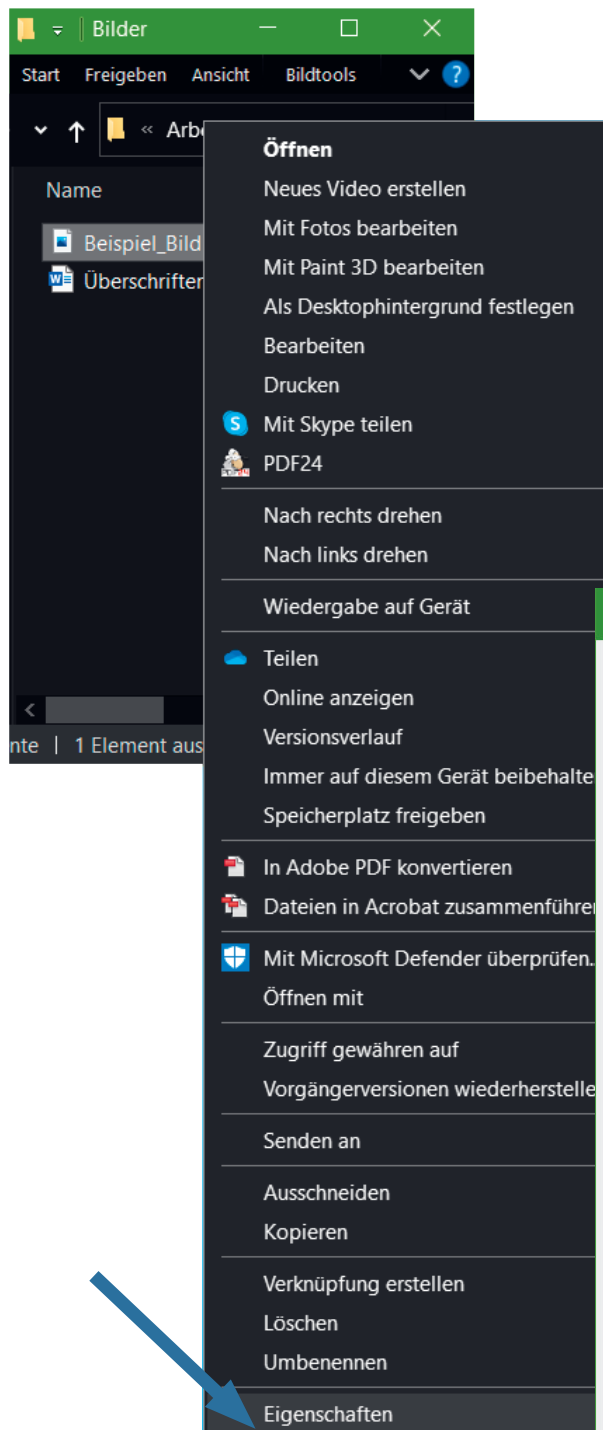 Bilder
Start Freigeben Ansicht Bildtools
« Arbe
Name
Beispiel_Bild
Überschrifter
nte | 1 Element aus
Öffnen
Neues Video erstellen
Mit Fotos bearbeiten
Mit Paint 3D bearbeiten
Als Desktophintergrund festlegen
Bearbeiten
Drucken
Mit Skype teilen
PDF24
Nach rechts drehen
Nach links drehen
Wiedergabe auf Gerät
Teilen
Online anzeigen
Versionsverlauf
Immer auf diesem Gerät beibehalte
Speicherplatz freigeben
In Adobe PDF konvertieren
Dateien in Acrobat zusammenführe
Mit Microsoft Defender überprüfen..
Öffnen mit
Zugriff gewähren auf
Vorgängerversionen wiederherstelle
Senden an
Ausschneiden
Kopieren
Verknüpfung erstellen
Löschen
Umbenennen
Eigenschaften